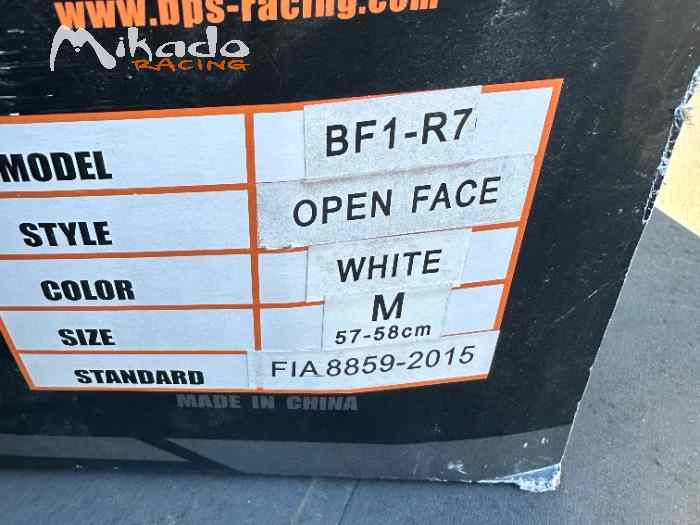 www.bps-racing.com
Mikado
RACING
MODEL BF1-R7
STYLE OPEN FACE
COLOR WHITE
SIZE M
57-58cm
STANDARD FIA 8859-2015
MADE IN CHINA